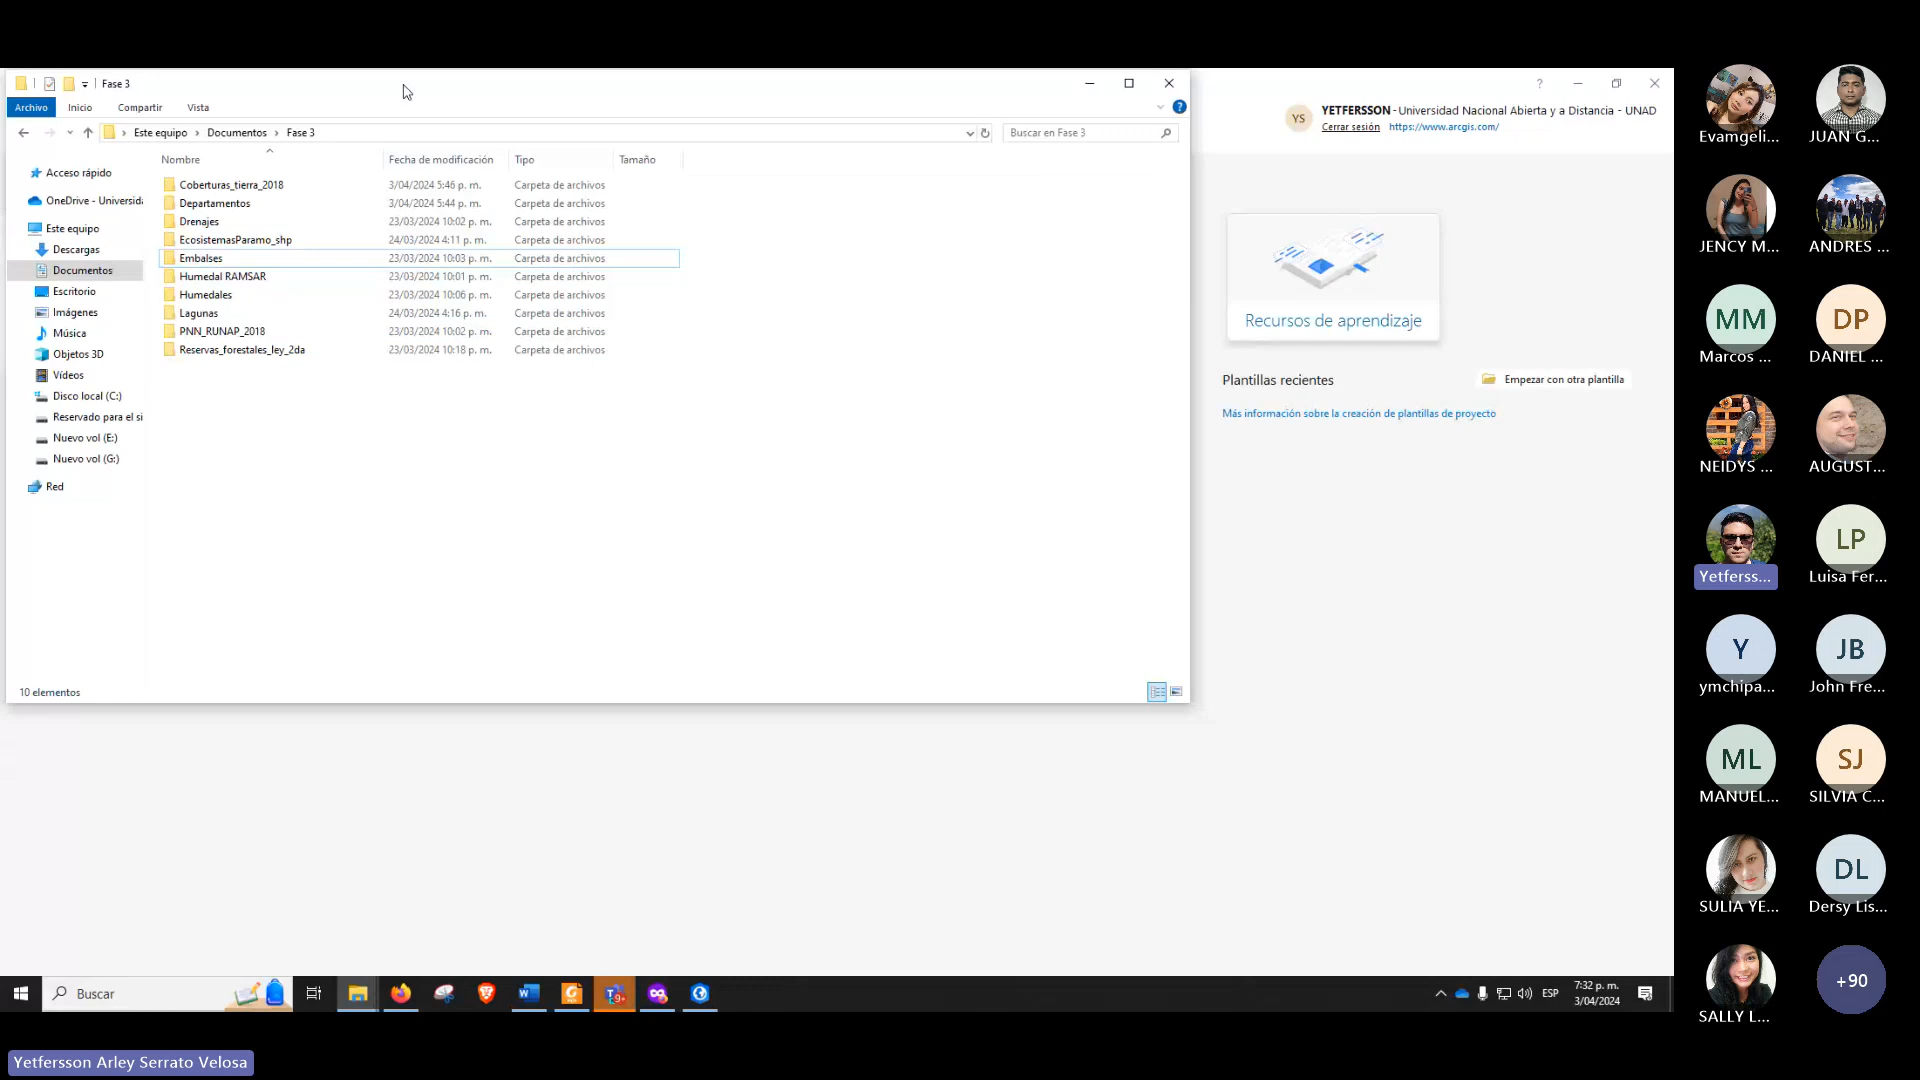 Fase 3
Archivo Inicio Compartir Vista
Este equipo Documentos Fase 3
Buscar en Fase 3
Nombre Fecha de modificación Tipo Tamaño
Coberturas_tierra_2018 3/04/2024 5:46 p. m. Carpeta de archivos
Departamentos 3/04/2024 5:44 p. m. Carpeta de archivos
Drenajes 23/03/2024 10:02 p. m. Carpeta de archivos
EcosistemasParamo_shp 24/03/2024 4:11 p. m. Carpeta de archivos
Embalses 23/03/2024 10:03 p. m. Carpeta de archivos
Humedal RAMSAR 23/03/2024 10:01 p. m. Carpeta de archivos
Humedales 23/03/2024 10:06 p. m. Carpeta de archivos
Lagunas 24/03/2024 4:16 p. m. Carpeta de archivos
PNN_RUNAP_2018 23/03/2024 10:02 p. m. Carpeta de archivos
Reservas_forestales_ley_2da 23/03/2024 10:18 p. m. Carpeta de archivos
Acceso rápido
OneDrive - Universida
Este equipo
Descargas
Documentos
Escritorio
Imágenes
Música
Objetos 3D
Vídeos
Disco local (C:)
Reservado para el si
Nuevo vol (E:)
Nuevo vol (G:)
Red
10 elementos
YS
YETFERSSON - Universidad Nacional Abierta y a Distancia - UNAD
Cerrar sesión https://www.arcgis.com/
Recursos de aprendizaje
Plantillas recientes
Empezar con otra plantilla
Más información sobre la creación de plantillas de proyecto
Evamgeli... JUAN G...
JENCY M... ANDRES ...
MM DP
Marcos ... DANIEL ...
NEIDYS ... AUGUST...
LP
Yetferss... Luisa Fer...
Y JB
ymchipa... John Fre...
ML SJ
MANUEL... SILVIA C...
DL
SULIA YE... Dersy Lis...
+90
SALLY L...
Buscar
ESP
7:32 p. m.
3/04/2024
Yetfersson Arley Serrato Velosa